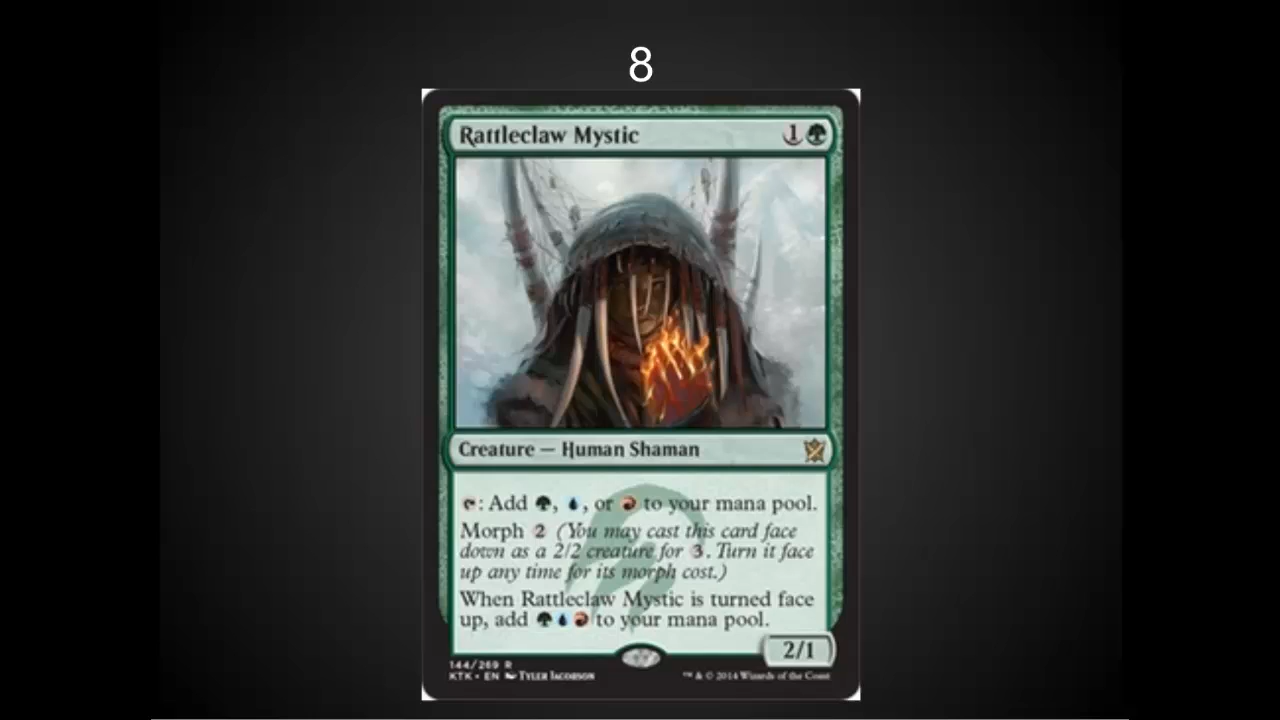 8
Rattleclaw Mystic 1
Creature — Human Shaman
: Add , , or to your mana pool.
Morph 2 (You may cast this card face
down as a 2/2 creature for 3. Turn it face
up any time for its morph cost.)
When Rattleclaw Mystic is turned face
up, add to your mana pool.
2/1
144/269 R
KTK • EN Tyler Jacobson
™ & © 2014 Wizards of the Coast